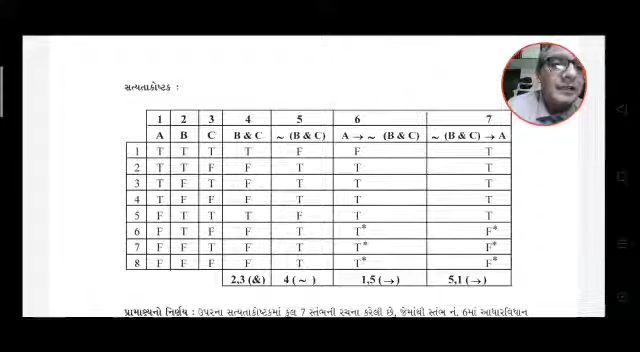 સત્યતાકોષ્ટક :
1 2 3 4 5 6 7
A B C B & C ~ (B & C) A → ~ (B & C) ~ (B & C) → A
1 T T T T F F T
2 T T F F T T T
3 T F T F T T T
4 T F F F T T T
5 F T T T F T T
6 F T F F T T* F*
7 F F T F T T* F*
8 F F F F T T* F*
2,3 (&) 4 ( ~ ) 1,5 (→) 5,1 (→)
પ્રામાણ્યનો નિર્ણય : ઉપરના સત્યતાકોષ્ટકમાં કુલ 7 સ્તંભની રચના કરેલી છે, જેમાંથી સ્તંભ નં. 6માં આધારવિધાન